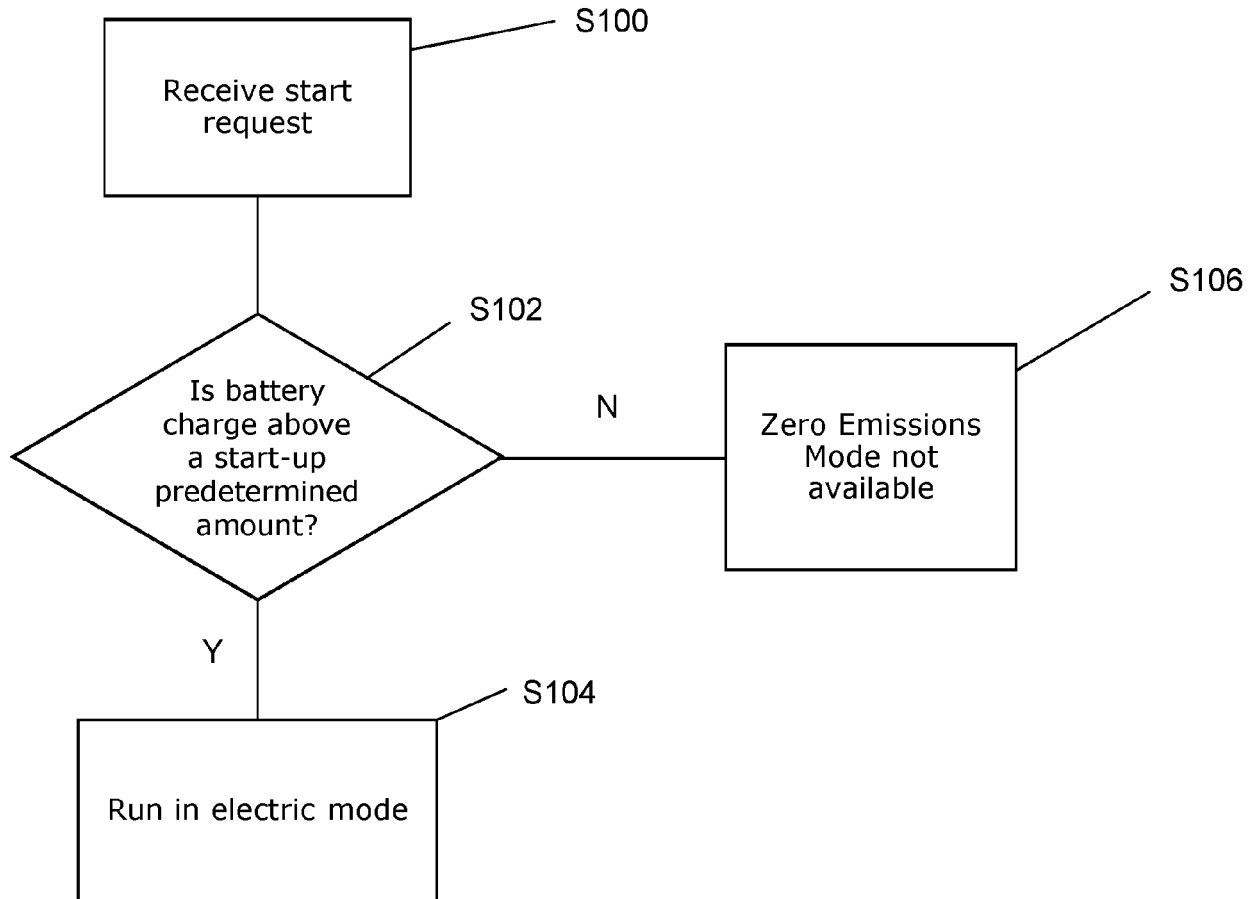 S100
Receive start
request
S102
Is battery
charge above
a start-up
predetermined
amount?
N
S106
Zero Emissions
Mode not
available
Y
S104
Run in electric mode